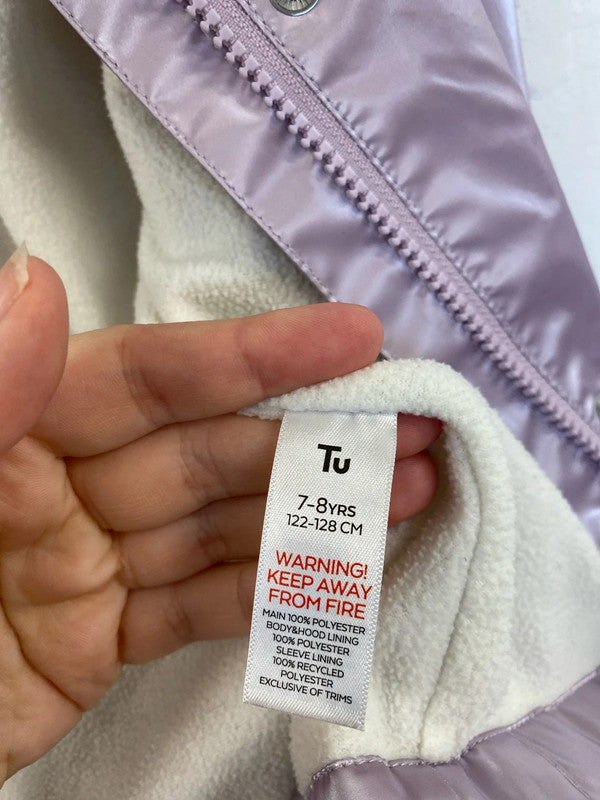 Tu
7-8YRS
122-128 CM
WARNING!
KEEP AWAY
FROM FIRE
MAIN 100% POLYESTER
BODY&HOOD LINING
100% POLYESTER
SLEEVE LINING
100% RECYCLED
POLYESTER
EXCLUSIVE OF TRIMS